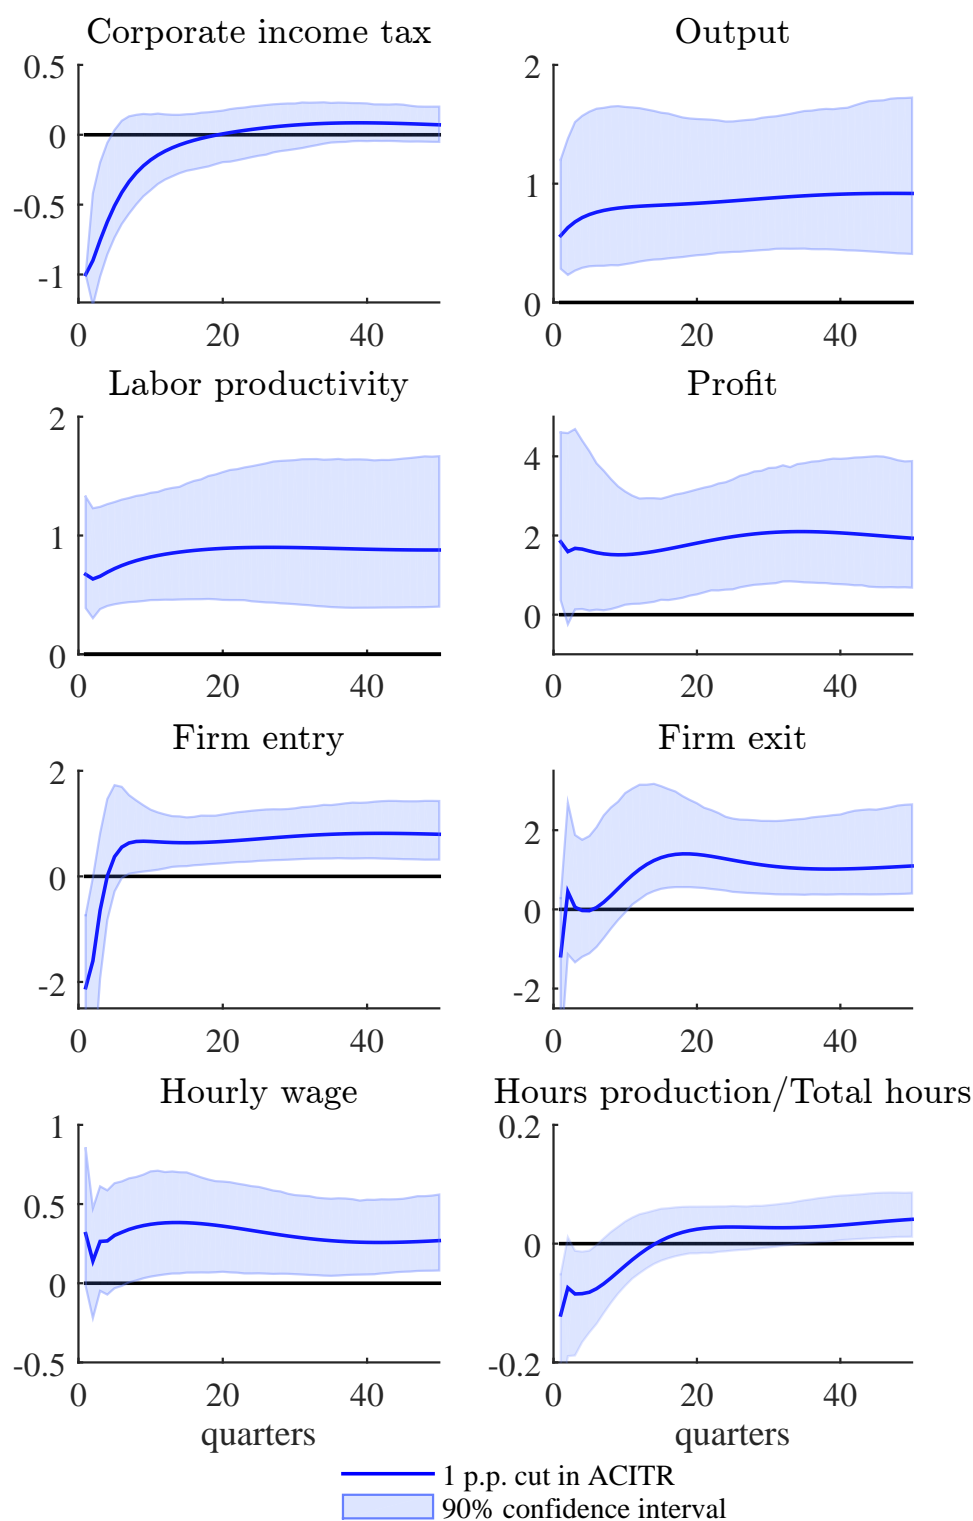 Corporate income tax
0.5
0
-0.5
-1
0 20 40
Output
2
1
0
0 20 40
Labor productivity
2
1
0
0 20 40
Profit
4
2
0
0 20 40
Firm entry
2
0
-2
0 20 40
Firm exit
2
0
-2
0 20 40
Hourly wage
1
0.5
0
-0.5
0 20 40
quarters
Hours production/Total hours
0.2
0
-0.2
0 20 40
quarters
1 p.p. cut in ACITR
90% confidence interval